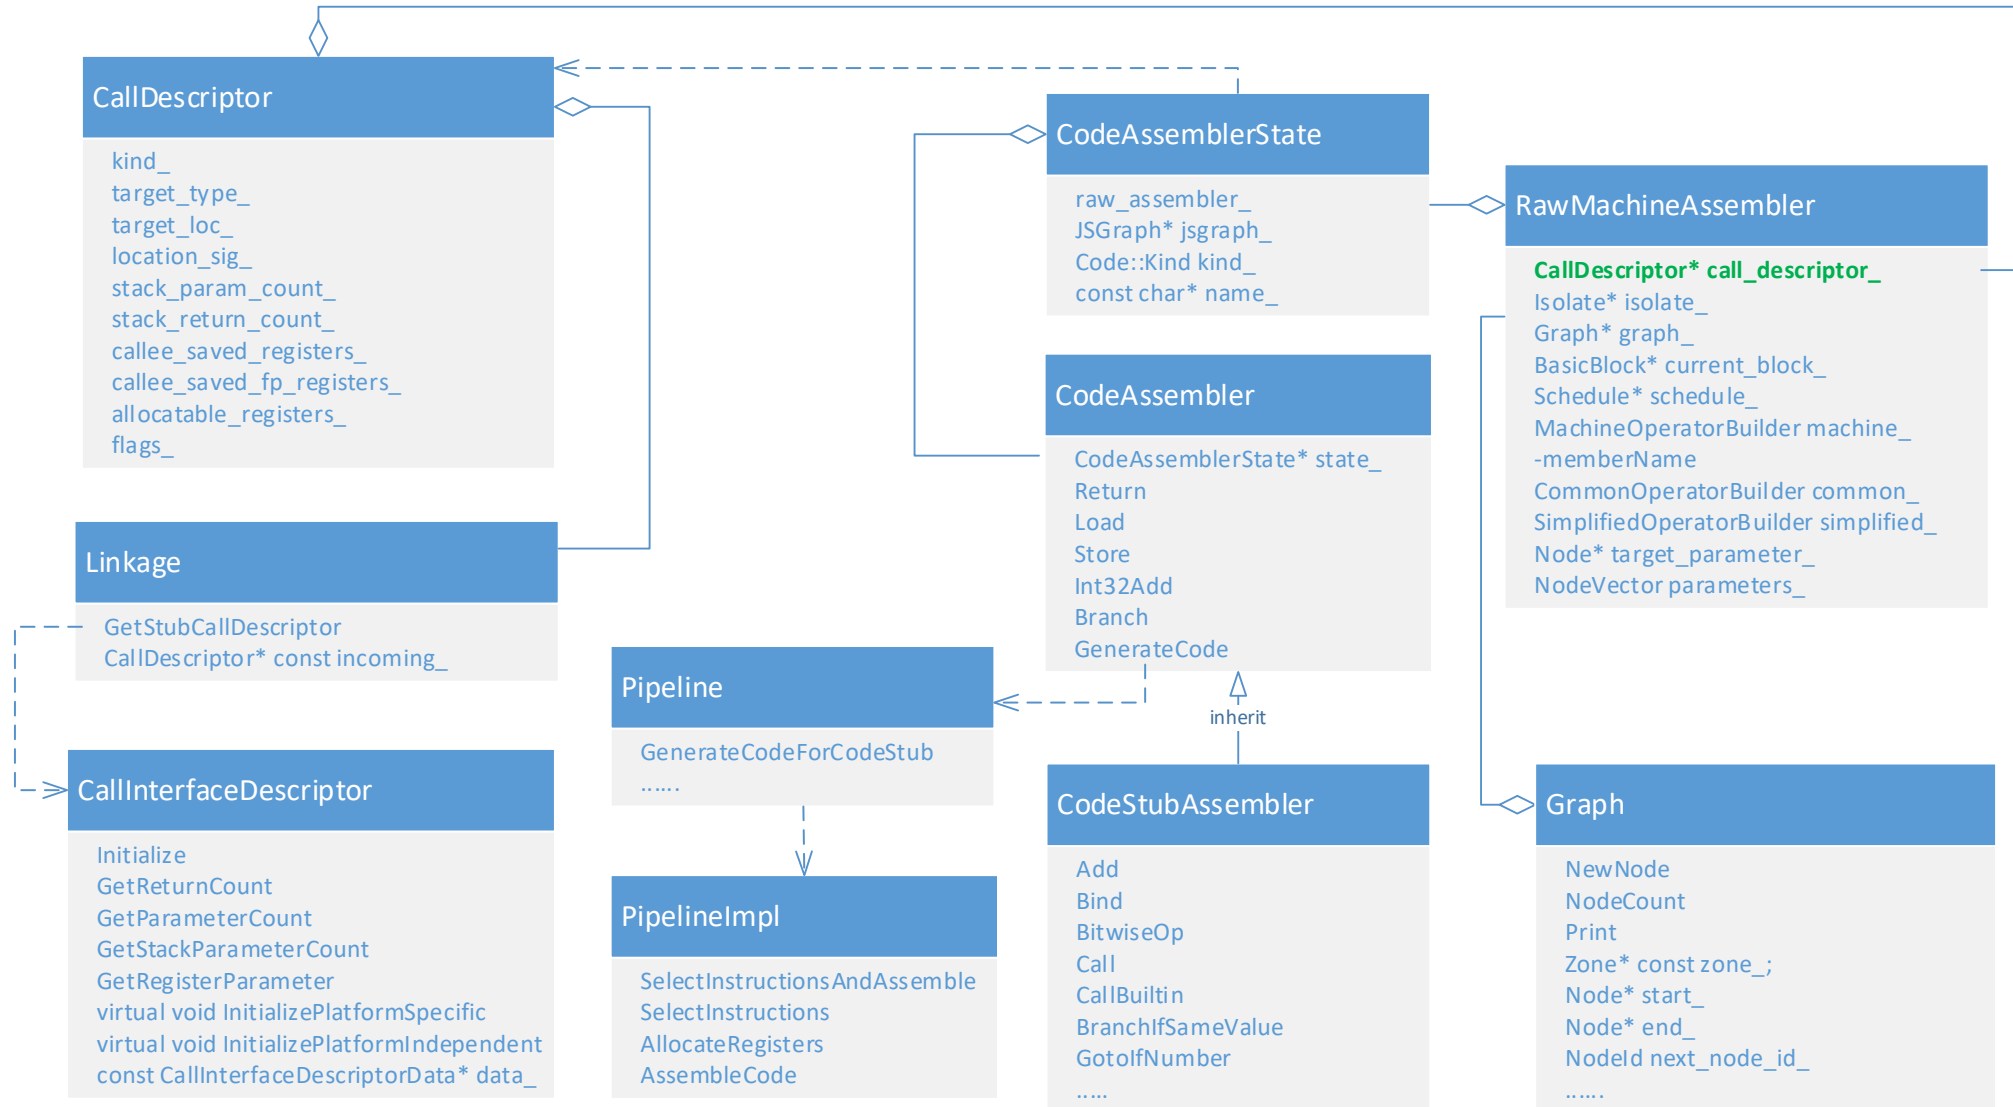 CallDescriptor
kind_
target_type_
target_loc_
location_sig_
stack_param_count_
stack_return_count_
callee_saved_registers_
callee_saved_fp_registers_
allocatable_registers_
flags_
CodeAssemblerState
raw_assembler_
JSGraph* jsgraph_
Code::Kind kind_
const char* name_
RawMachineAssembler
CallDescriptor* call_descriptor_
Isolate* isolate_
Graph* graph_
BasicBlock* current_block_
Schedule* schedule_
MachineOperatorBuilder machine_
-memberName
CommonOperatorBuilder common_
SimplifiedOperatorBuilder simplified_
Node* target_parameter_
NodeVector parameters_
CodeAssembler
CodeAssemblerState* state_
Return
Load
Store
Int32Add
Branch
GenerateCode
Linkage
GetStubCallDescriptor
CallDescriptor* const incoming_
Pipeline
GenerateCodeForCodeStub
......
inherit
CallInterfaceDescriptor
Initialize
GetReturnCount
GetParameterCount
GetStackParameterCount
GetRegisterParameter
virtual void InitializePlatformSpecific
virtual void InitializePlatformIndependent
const CallInterfaceDescriptorData* data_
PipelineImpl
SelectInstructionsAndAssemble
SelectInstructions
AllocateRegisters
AssembleCode
CodeStubAssembler
Add
Bind
BitwiseOp
Call
CallBuiltin
BranchIfSameValue
GotoIfNumber
.....
Graph
NewNode
NodeCount
Print
Zone* const zone_;
Node* start_
Node* end_
NodeId next_node_id_
......